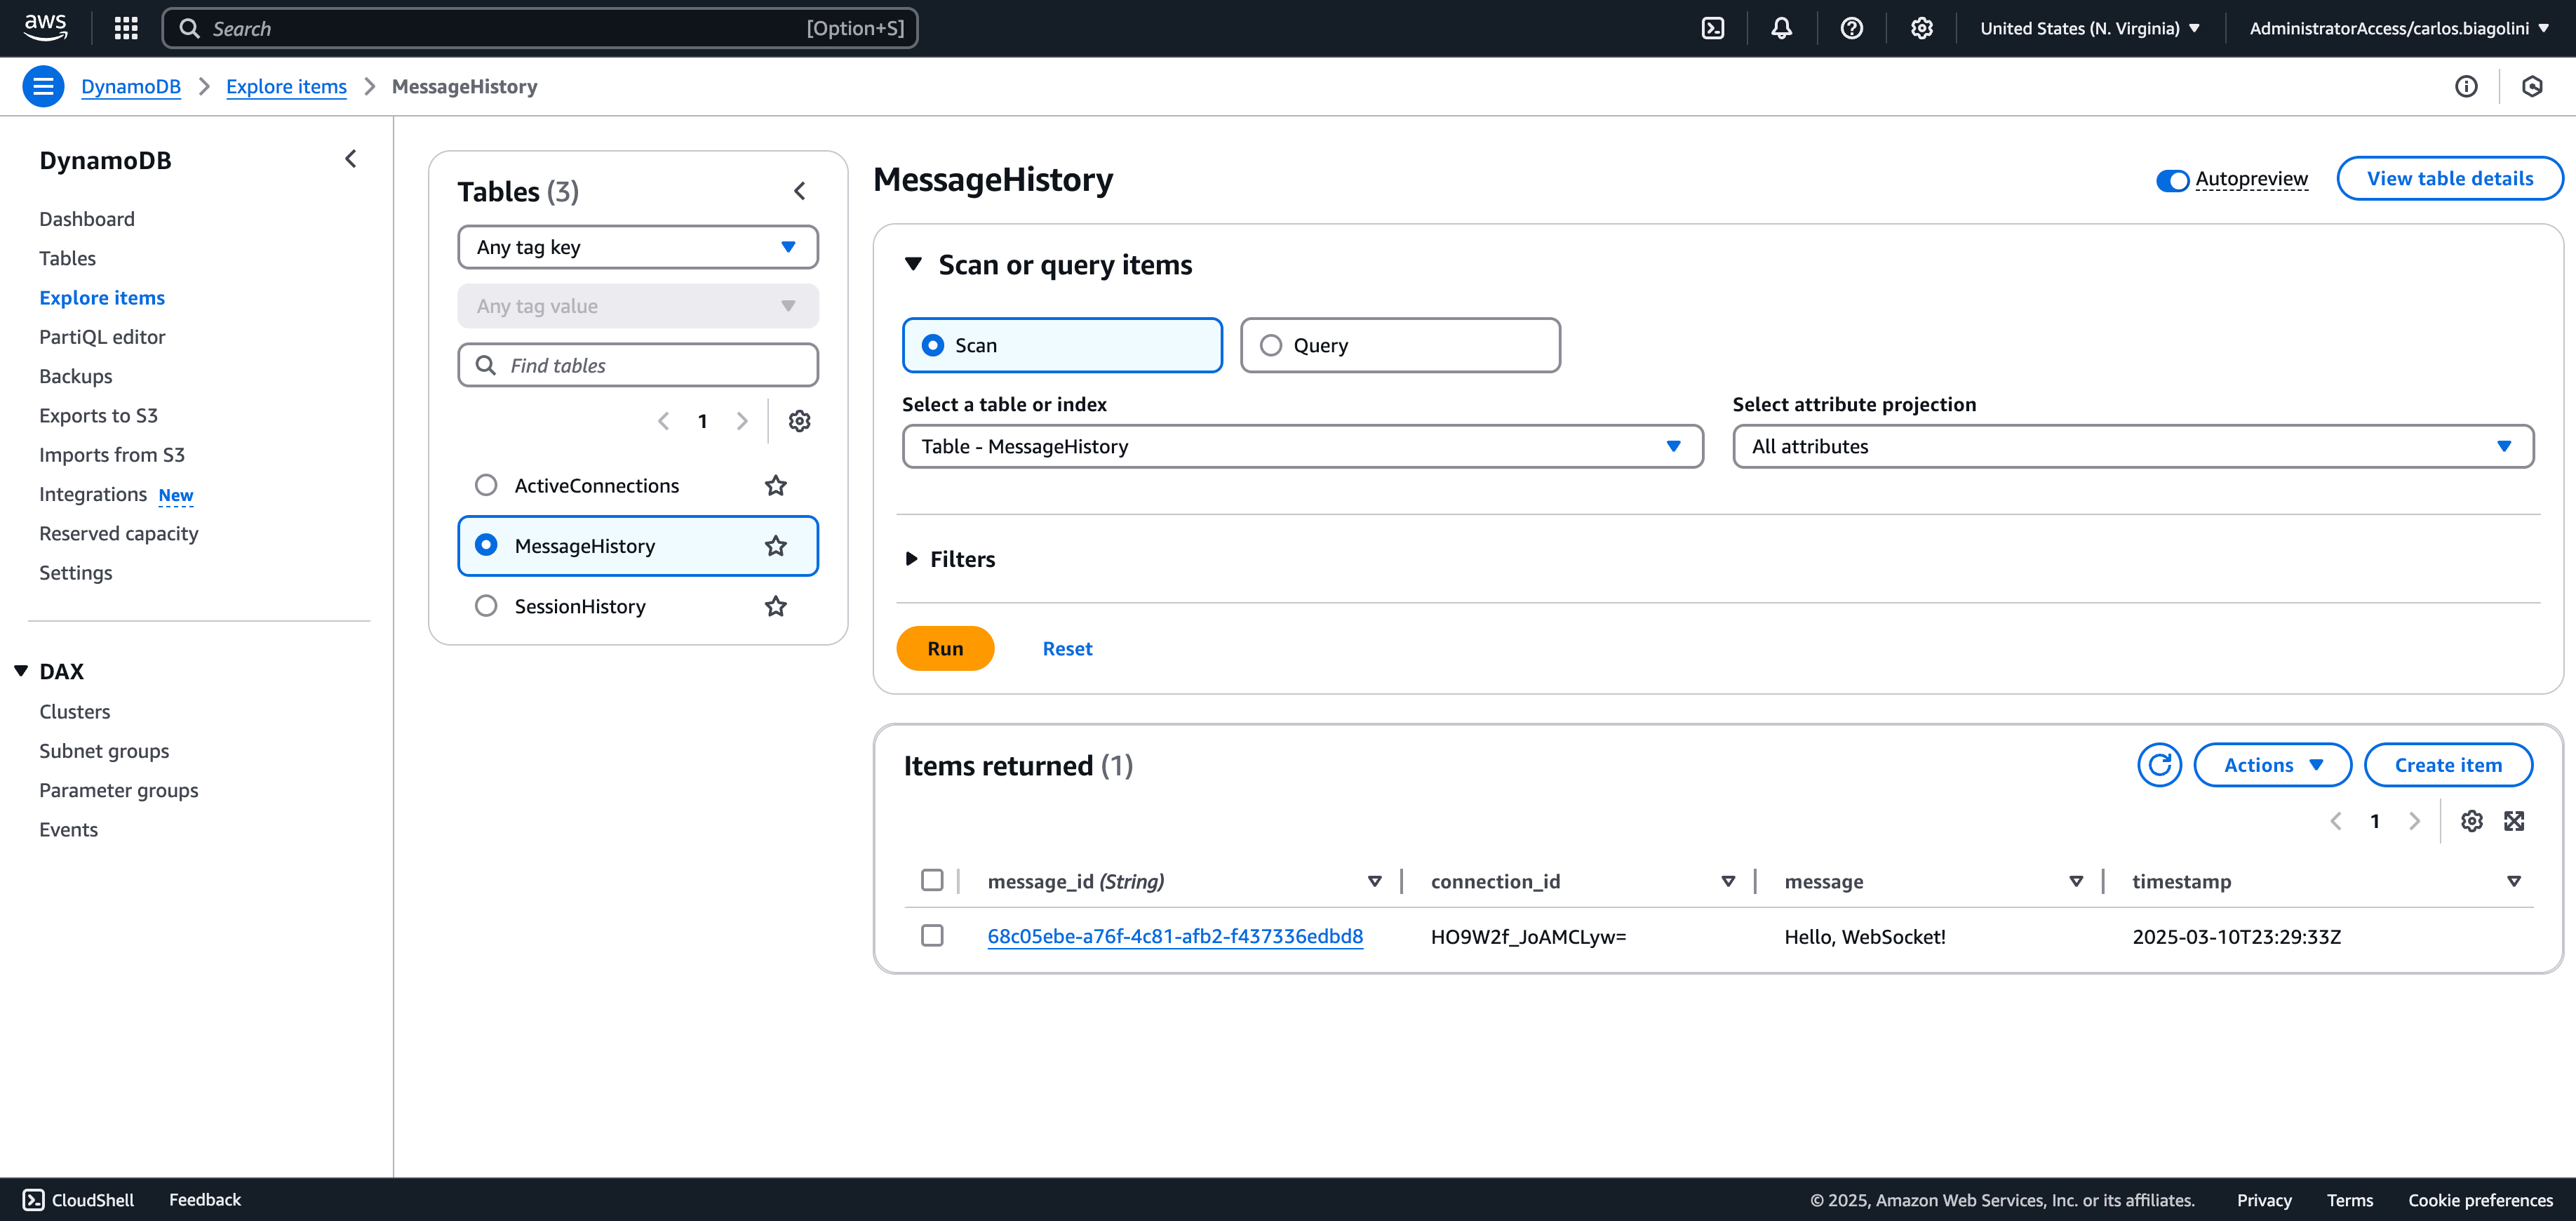 aws
Search
[Option+S]
United States (N. Virginia)
AdministratorAccess/carlos.biagolini
DynamoDB
Explore items
MessageHistory
DynamoDB
Dashboard
Tables
Explore items
PartiQL editor
Backups
Exports to S3
Imports from S3
Integrations New
Reserved capacity
Settings
DAX
Clusters
Subnet groups
Parameter groups
Events
Tables (3)
Any tag key
Any tag value
Find tables
1
ActiveConnections
MessageHistory
SessionHistory
MessageHistory
Autopreview
View table details
Scan or query items
Scan
Query
Select a table or index
Table - MessageHistory
Select attribute projection
All attributes
Filters
Run
Reset
Items returned (1)
Actions
Create item
1
message_id (String)
connection_id
message
timestamp
68c05ebe-a76f-4c81-afb2-f437336edbd8
HO9W2f_JoAMCLyw=
Hello, WebSocket!
2025-03-10T23:29:33Z
CloudShell
Feedback
© 2025, Amazon Web Services, Inc. or its affiliates.
Privacy
Terms
Cookie preferences